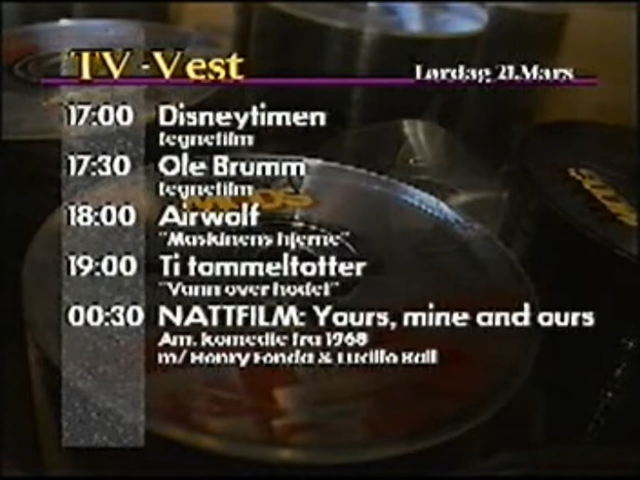 TV-Vest
Lørdag 21.Mars
17:00 Disneytimen
tegnefilm
17:30 Ole Brumm
tegnefilm
18:00 Airwolf
"Maskinens hjerne"
19:00 Ti tommeltotter
"Vann over hodet"
00:30 NATTFILM: Yours, mine and ours
Am. komedie fra 1968
m/ Henry Fonda & Lucille Ball